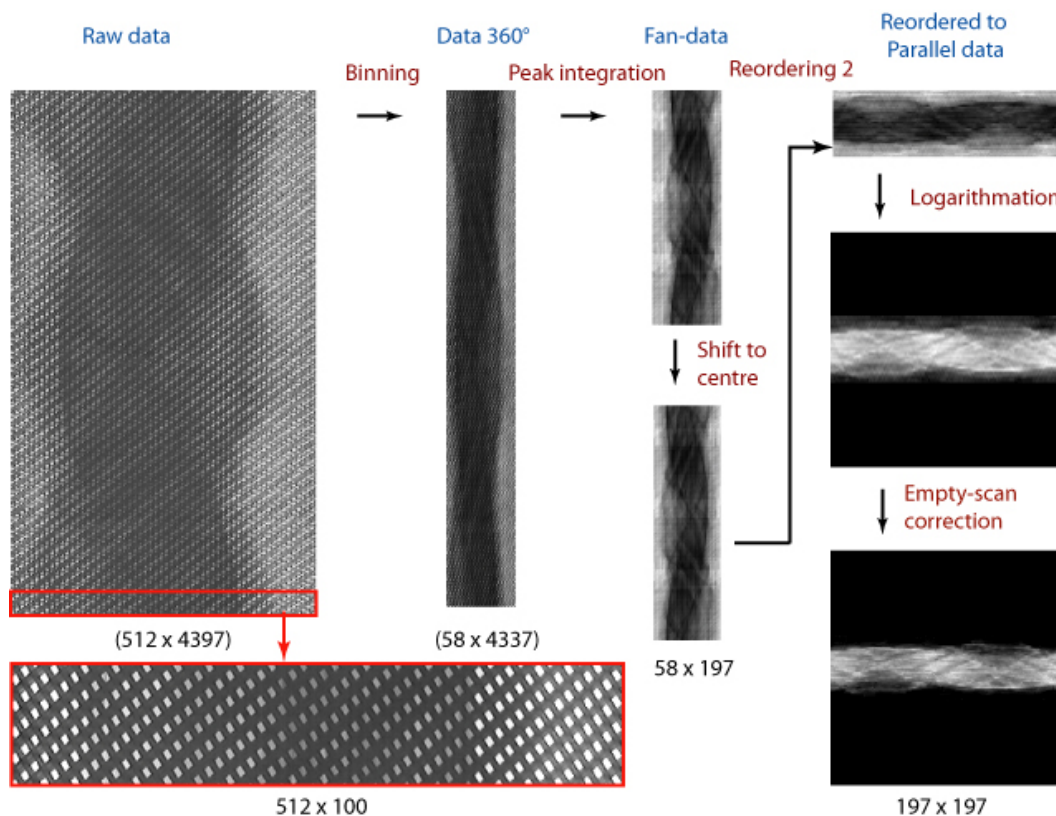 Raw data
Data 360°
Fan-data
Reordered to
Parallel data
Binning
Peak integration
Reordering 2
Logarithmation
Shift to
centre
Empty-scan
correction
(512 x 4397)
(58 x 4337)
58 x 197
512 x 100
197 x 197